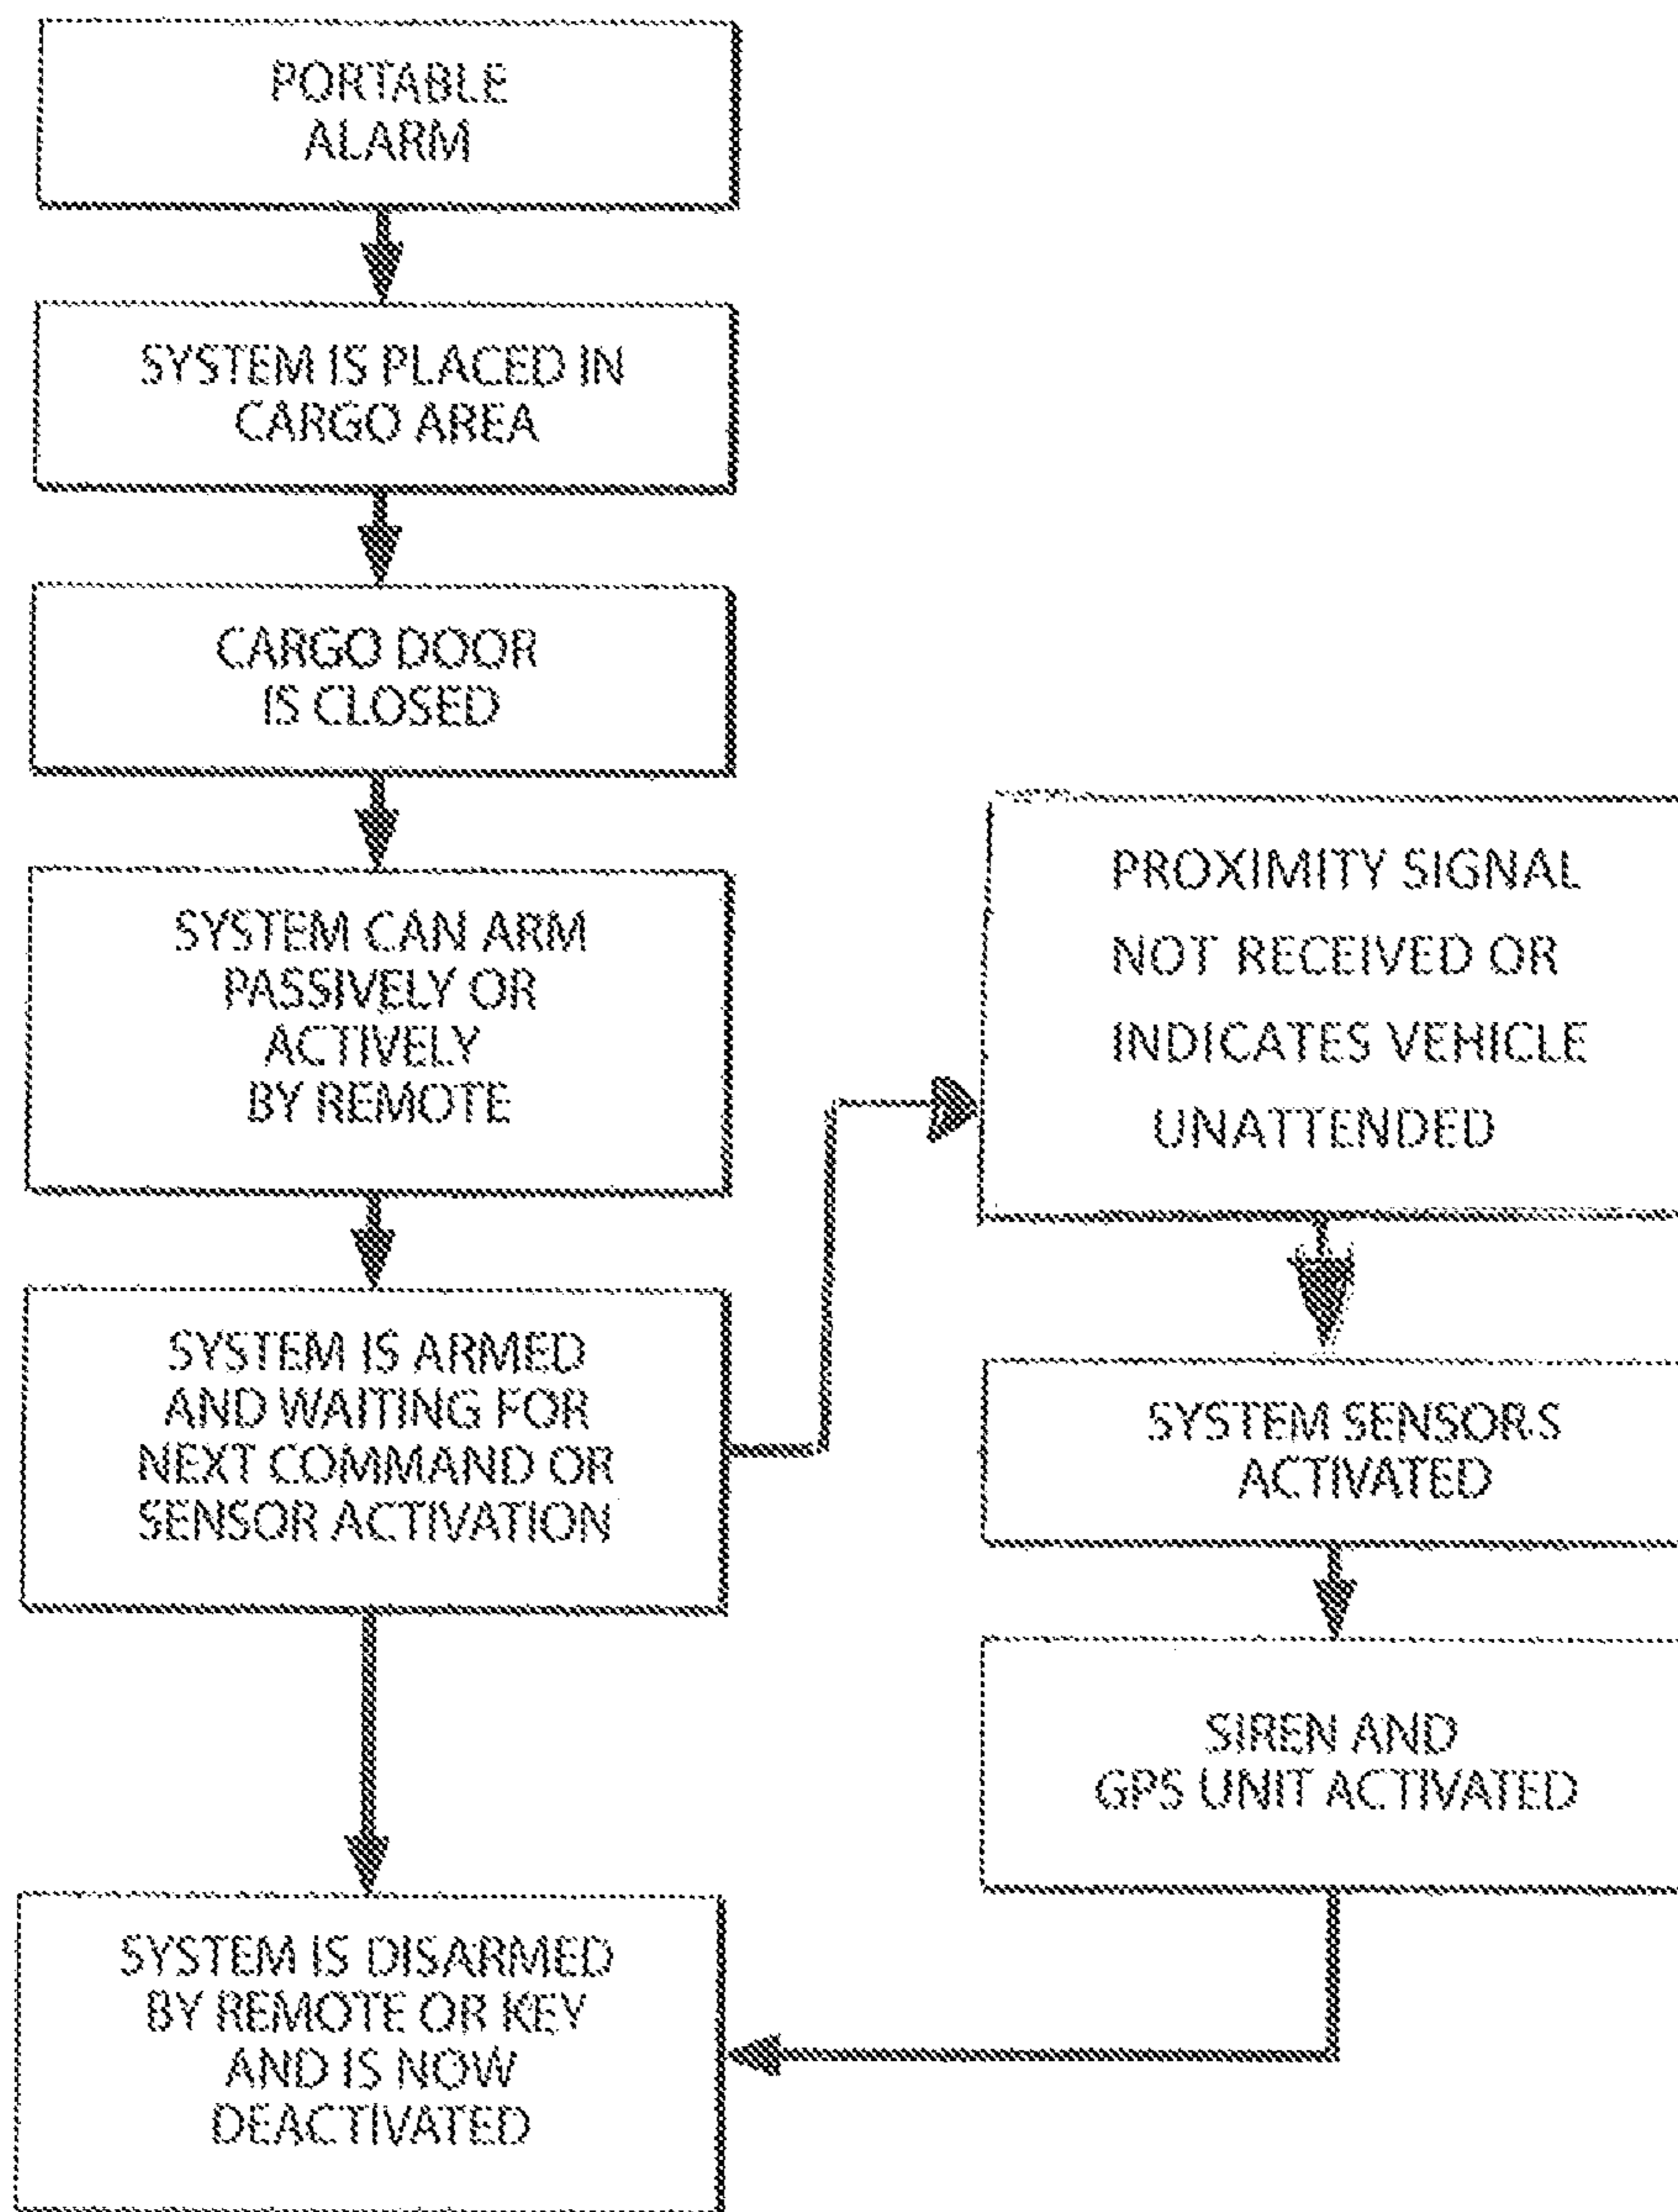 PORTABLE
ALARM
SYSTEM IS PLACED IN
CARGO AREA
CARGO DOOR
IS CLOSED
SYSTEM CAN ARM
PASSIVELY OR
ACTIVELY
BY REMOTE
SYSTEM IS ARMED
AND WAITING FOR
NEXT COMMAND OR
SENSOR ACTIVATION
PROXIMITY SIGNAL
NOT RECEIVED OR
INDICATES VEHICLE
UNATTENDED
SYSTEM SENSORS
ACTIVATED
SIREN AND
GPS UNIT ACTIVATED
SYSTEM IS DISARMED
BY REMOTE OR KEY
AND IS NOW
DEACTIVATED